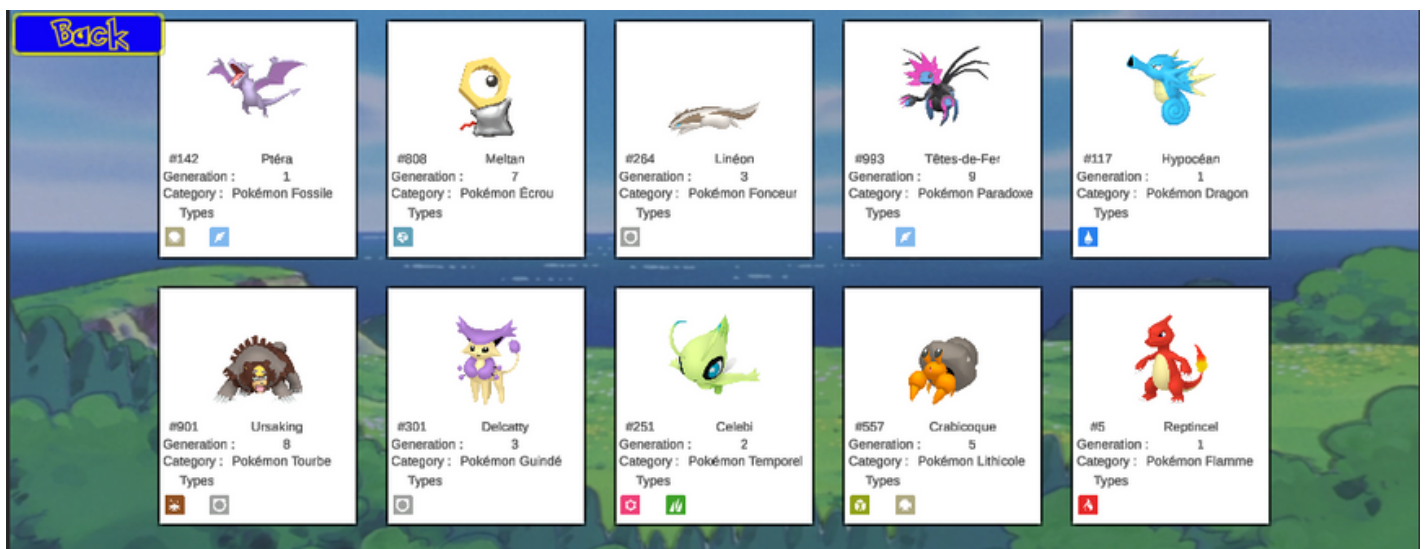 Back
#142 Ptéra
Generation : 1
Category : Pokémon Fossile
Types
#808 Meltan
Generation : 7
Category : Pokémon Écrou
Types
#264 Linéon
Generation : 3
Category : Pokémon Fonceur
Types
#993 Têtes-de-Fer
Generation : 9
Category : Pokémon Paradoxe
Types
#117 Hypocéan
Generation : 1
Category : Pokémon Dragon
Types
#901 Ursaking
Generation : 8
Category : Pokémon Tourbe
Types
#301 Delcatty
Generation : 3
Category : Pokémon Guindé
Types
#251 Celebi
Generation : 2
Category : Pokémon Temporel
Types
#557 Crabicoque
Generation : 5
Category : Pokémon Lithicole
Types
#5 Reptincel
Generation : 1
Category : Pokémon Flamme
Types